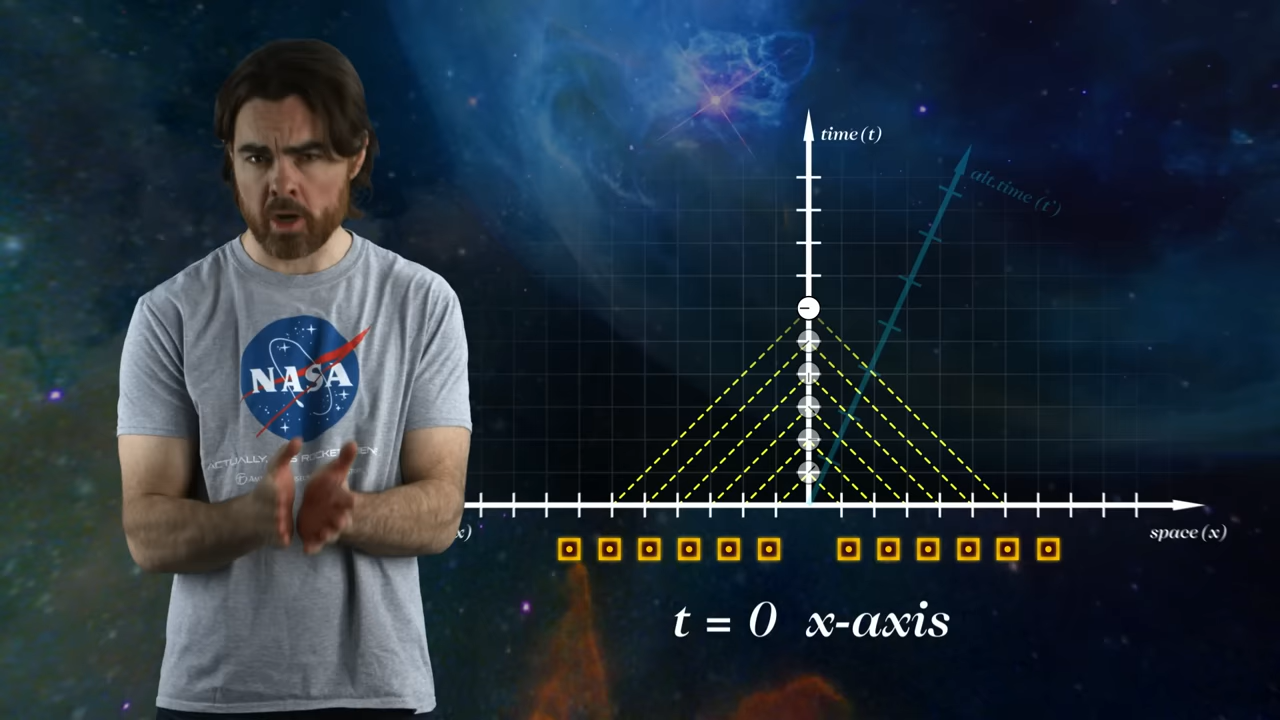 time (t)
alt.time (t')
NASA
x)
space (x)
t = 0 x-axis